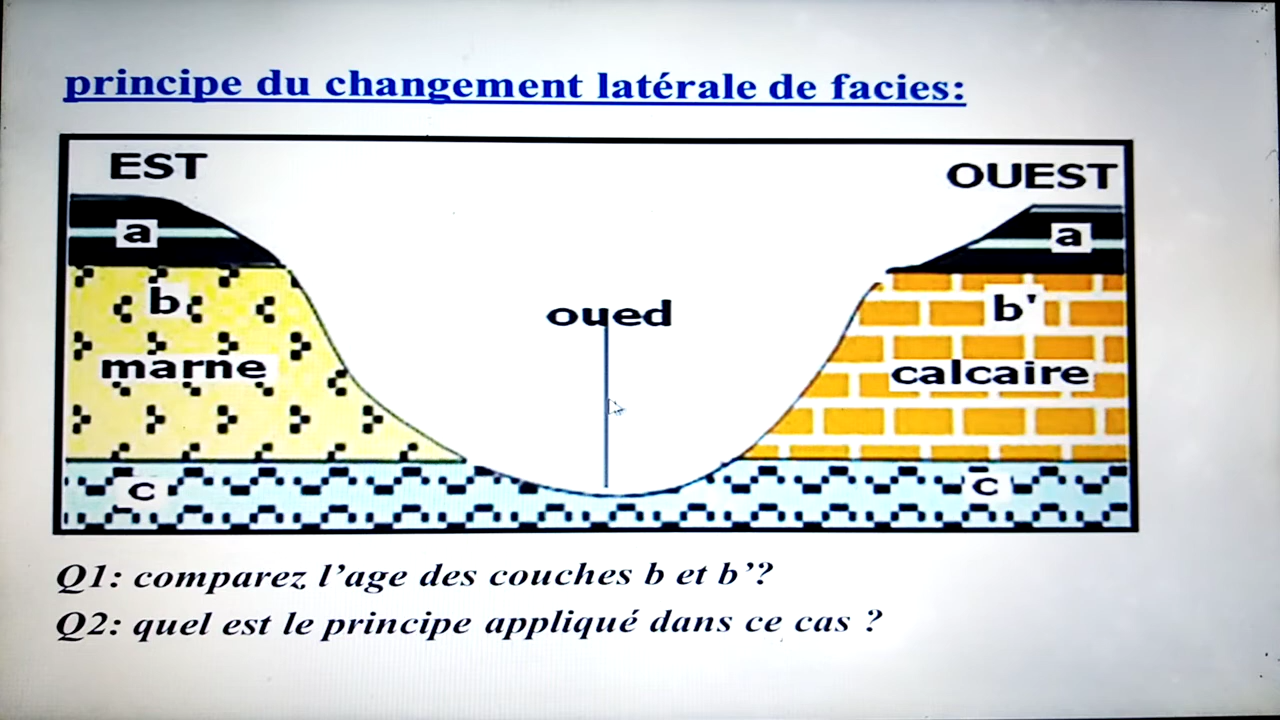 principe du changement latérale de facies:
EST
OUEST
a
a
b
b'
oued
marne
calcaire
c
c
Q1: comparez l’age des couches b et b’?
Q2: quel est le principe appliqué dans ce cas ?